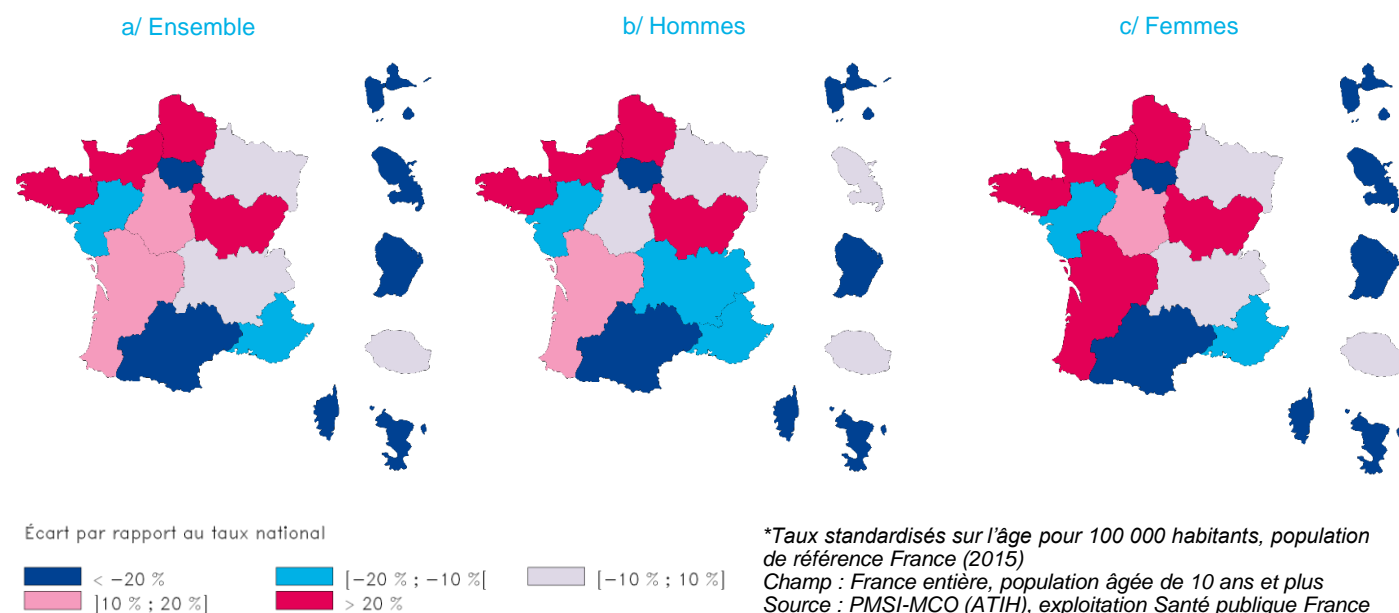 a/ Ensemble
b/ Hommes
c/ Femmes
Écart par rapport au taux national
< −20 %
[−20 % ; −10 %[
[−10 % ; 10 %]
]10 % ; 20 %]
> 20 %
*Taux standardisés sur l'âge pour 100 000 habitants, population
de référence France (2015)
Champ : France entière, population âgée de 10 ans et plus
Source : PMSI-MCO (ATIH), exploitation Santé publique France